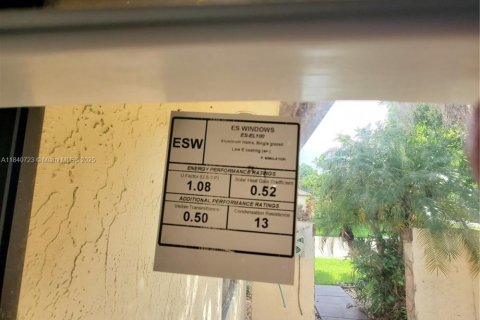 A11840723 © Miami MLS 2025
ESW
ES WINDOWS
ES-EL100
Aluminum frame, Single glazed
Low E coating
ENERGY PERFORMANCE RATINGS
U-Factor (U.S./I-P)
Solar Heat Gain Coefficient
1.08
0.52
ADDITIONAL PERFORMANCE RATINGS
Visible Transmittance
Condensation Resistance
0.50
13